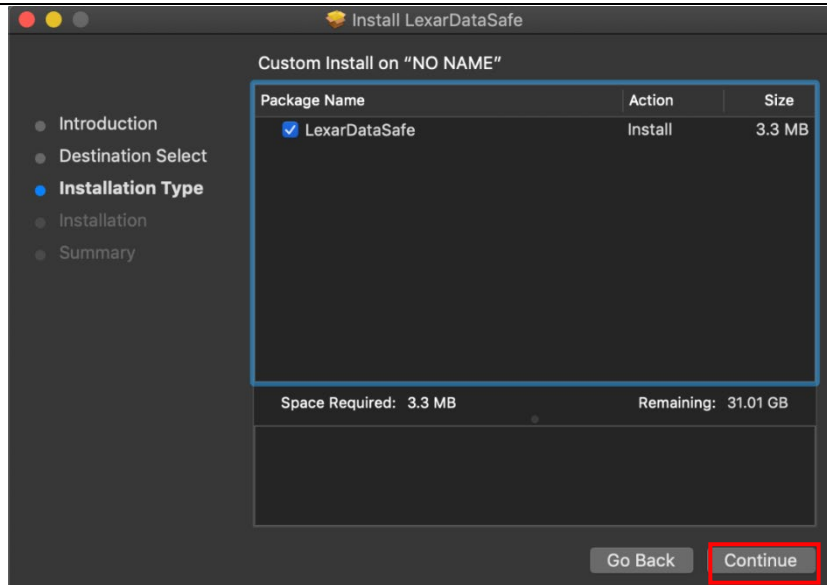 Install LexarDataSafe
Custom Install on “NO NAME”
Introduction
Destination Select
Installation Type
Installation
Summary
Package Name Action Size
LexarDataSafe Install 3.3 MB
Space Required: 3.3 MB Remaining: 31.01 GB
Go Back Continue